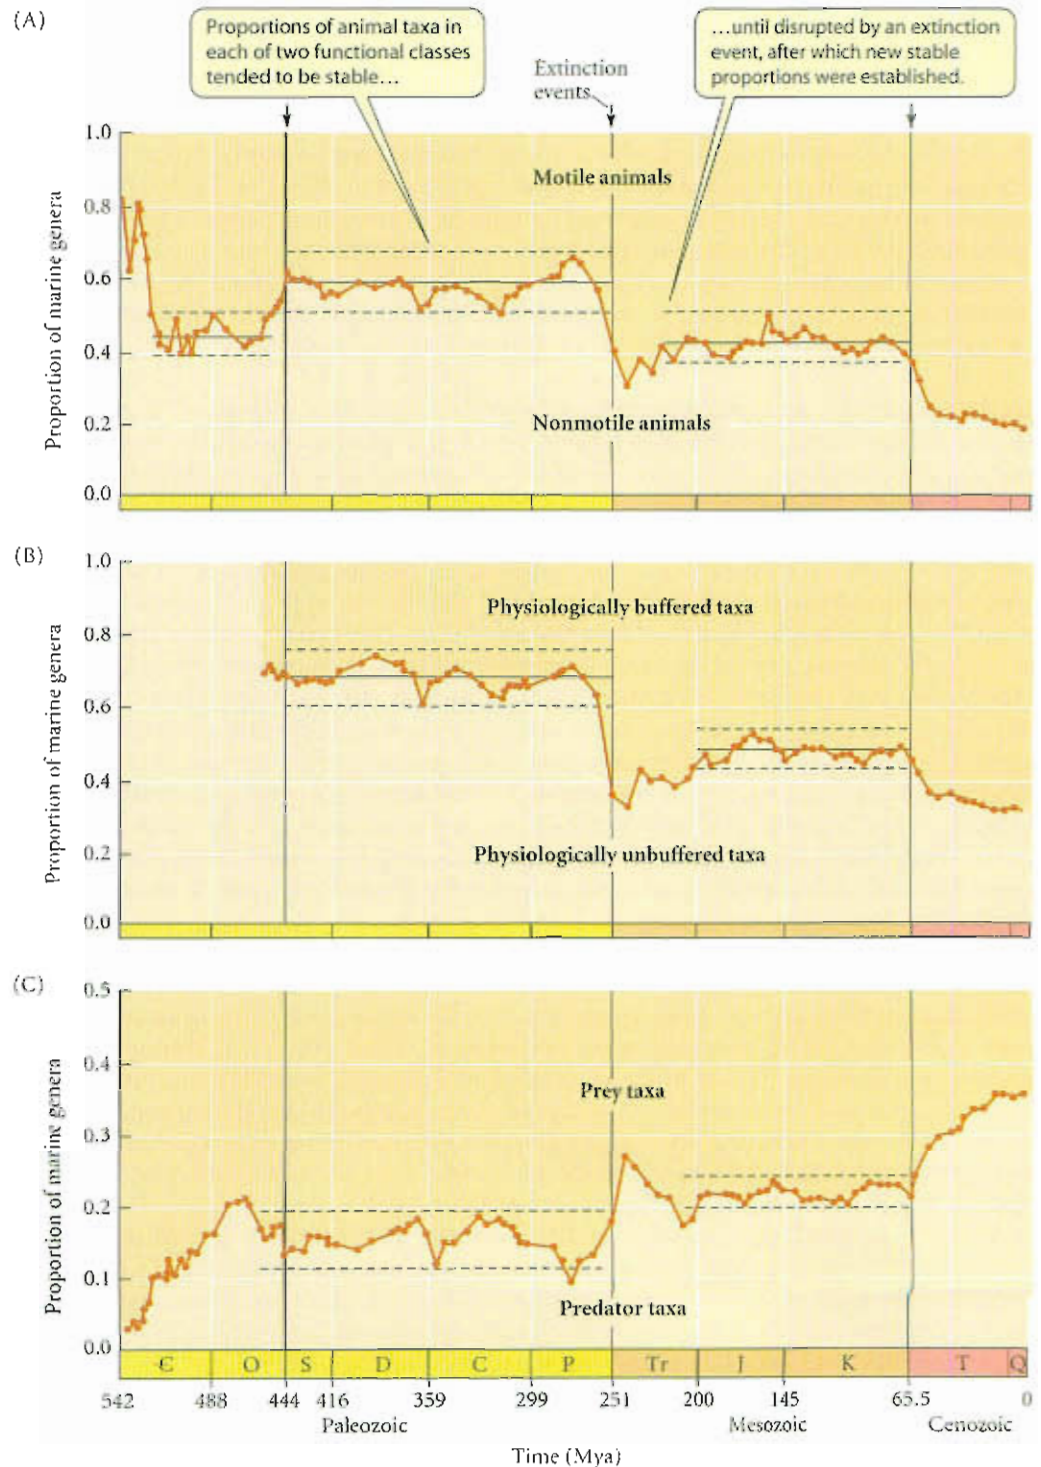 (A)
Proportions of animal taxa in
each of two functional classes
tended to be stable…
Extinction
events
…until disrupted by an extinction
event, after which new stable
proportions were established.
Proportion of marine genera
1.0
0.8
0.6
0.4
0.2
0.0
Motile animals
Nonmotile animals
(B)
Proportion of marine genera
1.0
0.8
0.6
0.4
0.2
0.0
Physiologically buffered taxa
Physiologically unbuffered taxa
(C)
Proportion of marine genera
0.5
0.4
0.3
0.2
0.1
0.0
Prey taxa
Predator taxa
Є O S D C P Tr J K T Q
542 488 444 416 359 299 251 200 145 65.5 0
Paleozoic Mesozoic Cenozoic
Time (Mya)